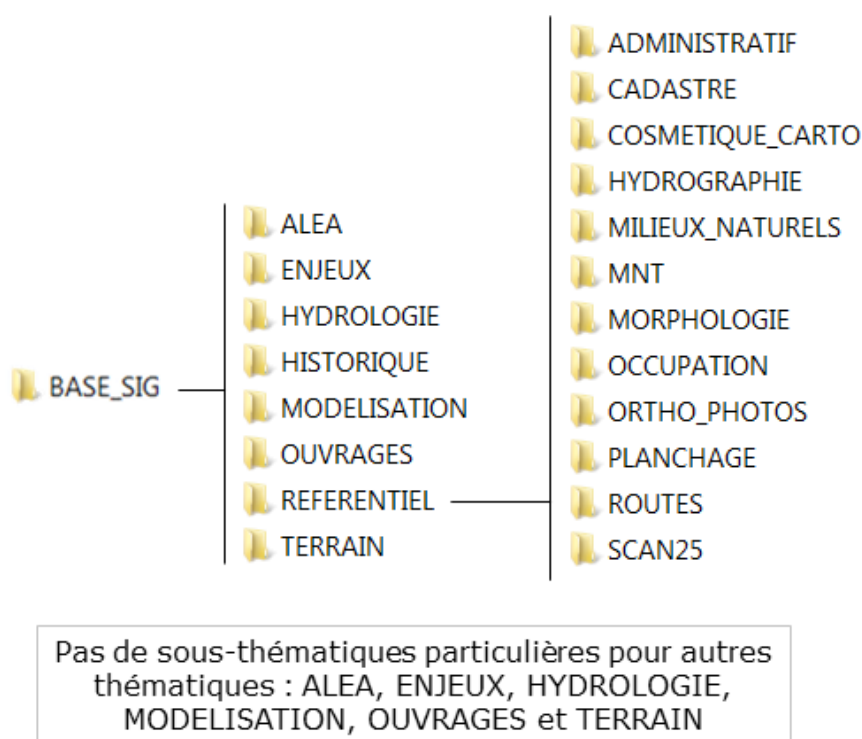 BASE_SIG
ALEA
ENJEUX
HYDROLOGIE
HISTORIQUE
MODELISATION
OUVRAGES
REFERENTIEL
TERRAIN
ADMINISTRATIF
CADASTRE
COSMETIQUE_CARTO
HYDROGRAPHIE
MILIEUX_NATURELS
MNT
MORPHOLOGIE
OCCUPATION
ORTHO_PHOTOS
PLANCHAGE
ROUTES
SCAN25
Pas de sous-thématiques particulières pour autres
thématiques : ALEA, ENJEUX, HYDROLOGIE,
MODELISATION, OUVRAGES et TERRAIN